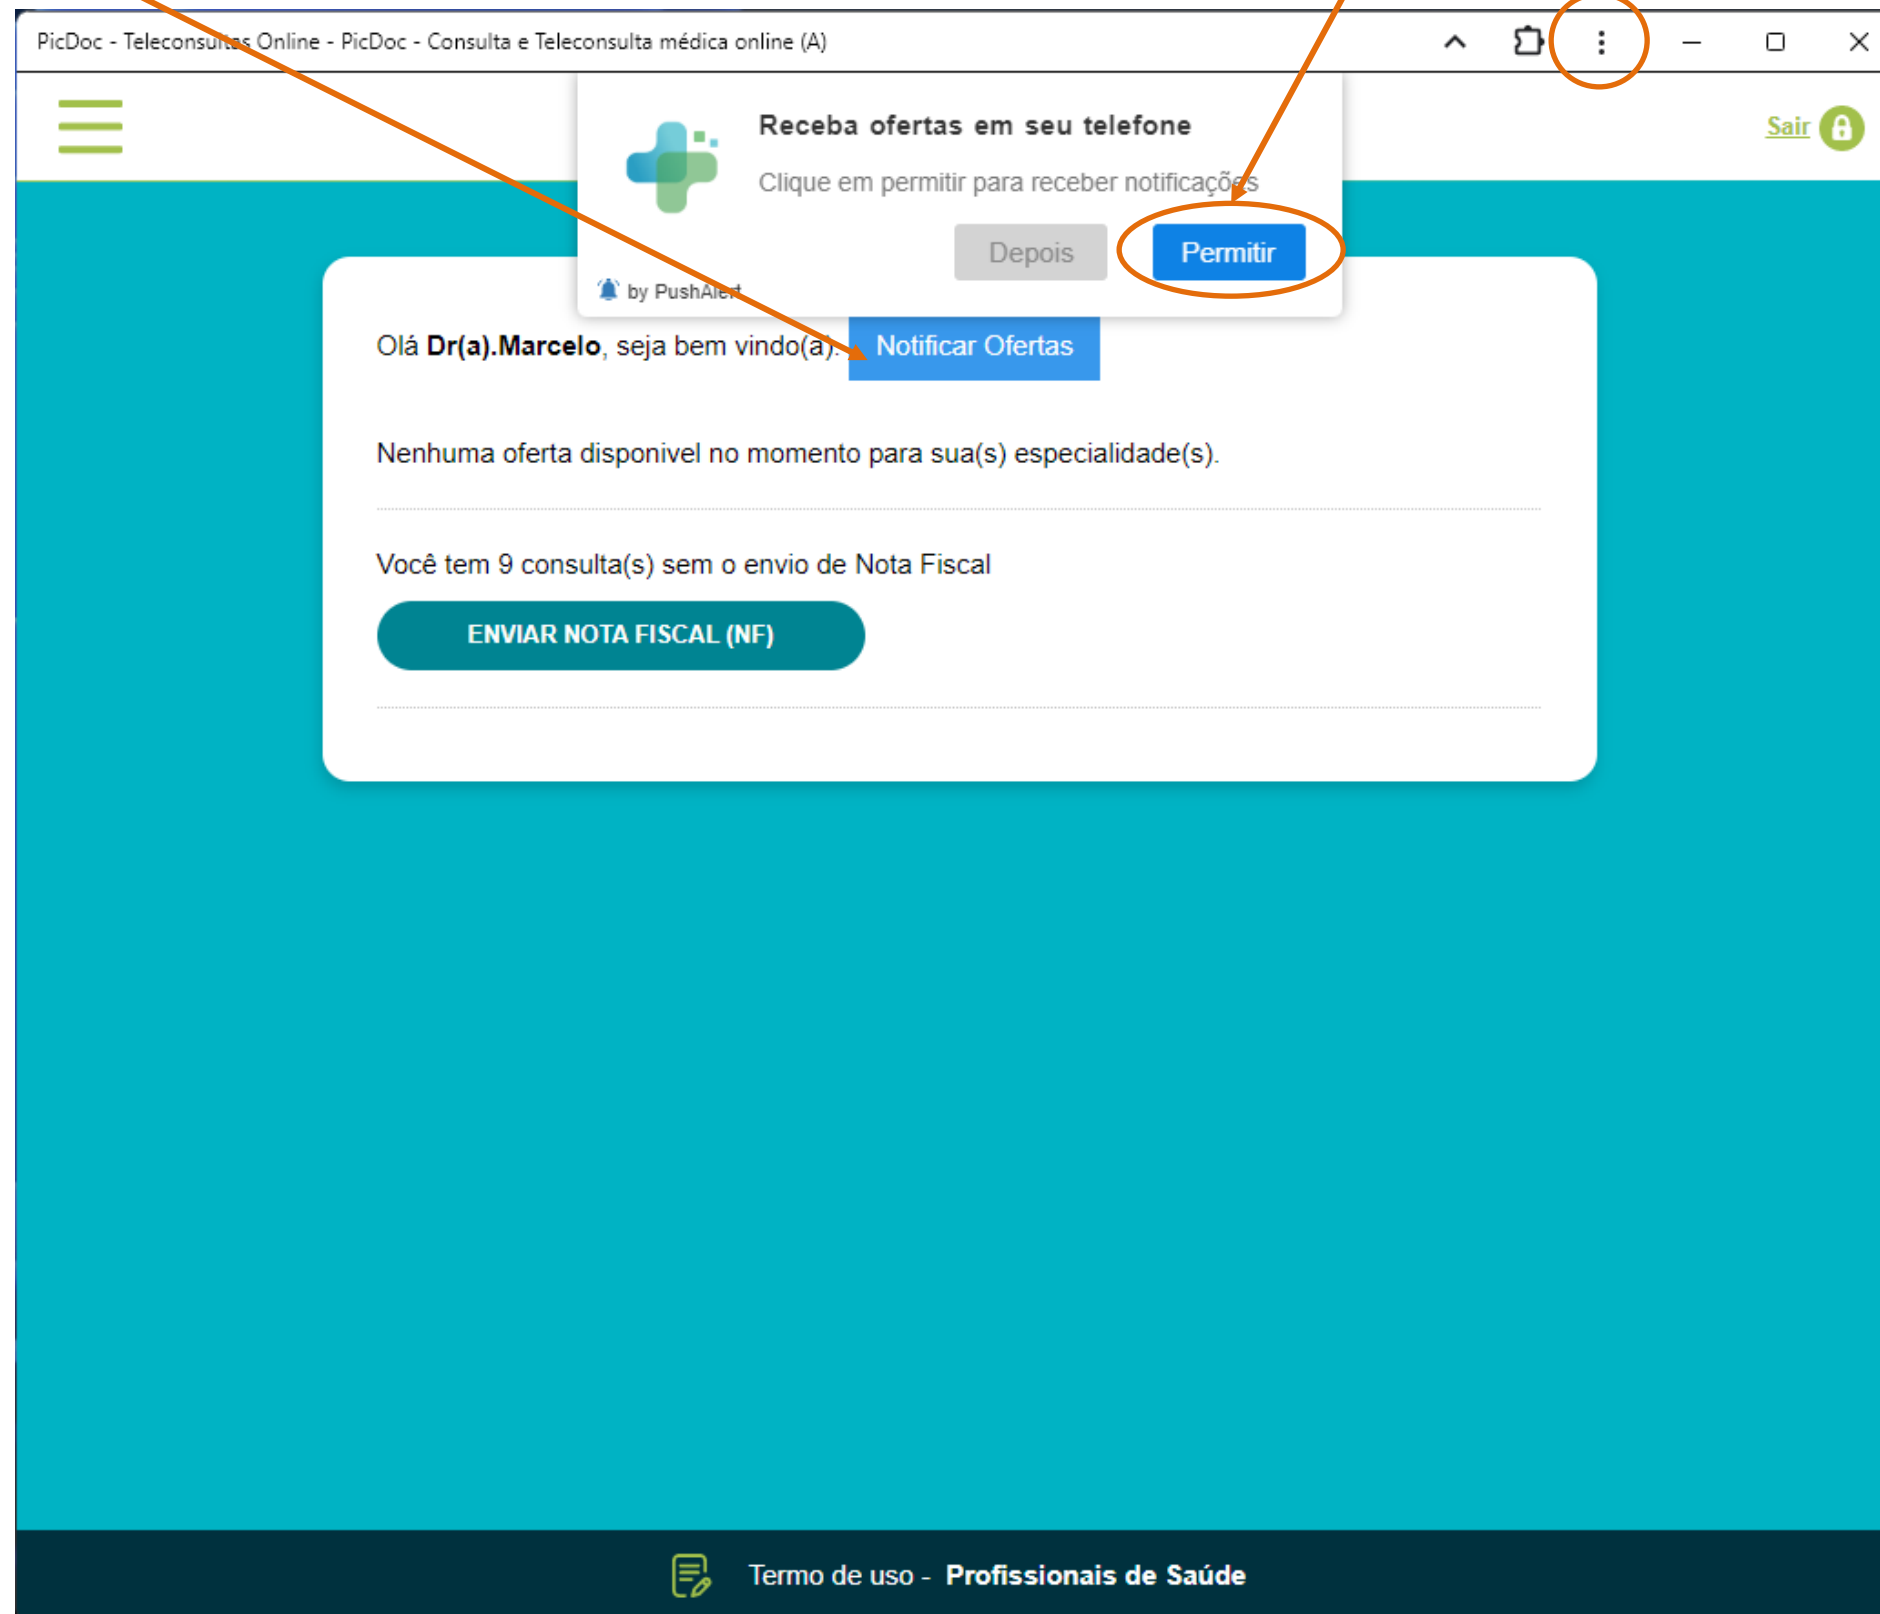 PicDoc - Teleconsultas Online - PicDoc - Consulta e Teleconsulta médica online (A)
Receba ofertas em seu telefone
Sair
Clique em permitir para receber notificações
Depois
Permitir
by PushAlert
Olá Dr(a).Marcelo, seja bem vindo(a).
Notificar Ofertas
Nenhuma oferta disponivel no momento para sua(s) especialidade(s).
Você tem 9 consulta(s) sem o envio de Nota Fiscal
ENVIAR NOTA FISCAL (NF)
Termo de uso - Profissionais de Saúde